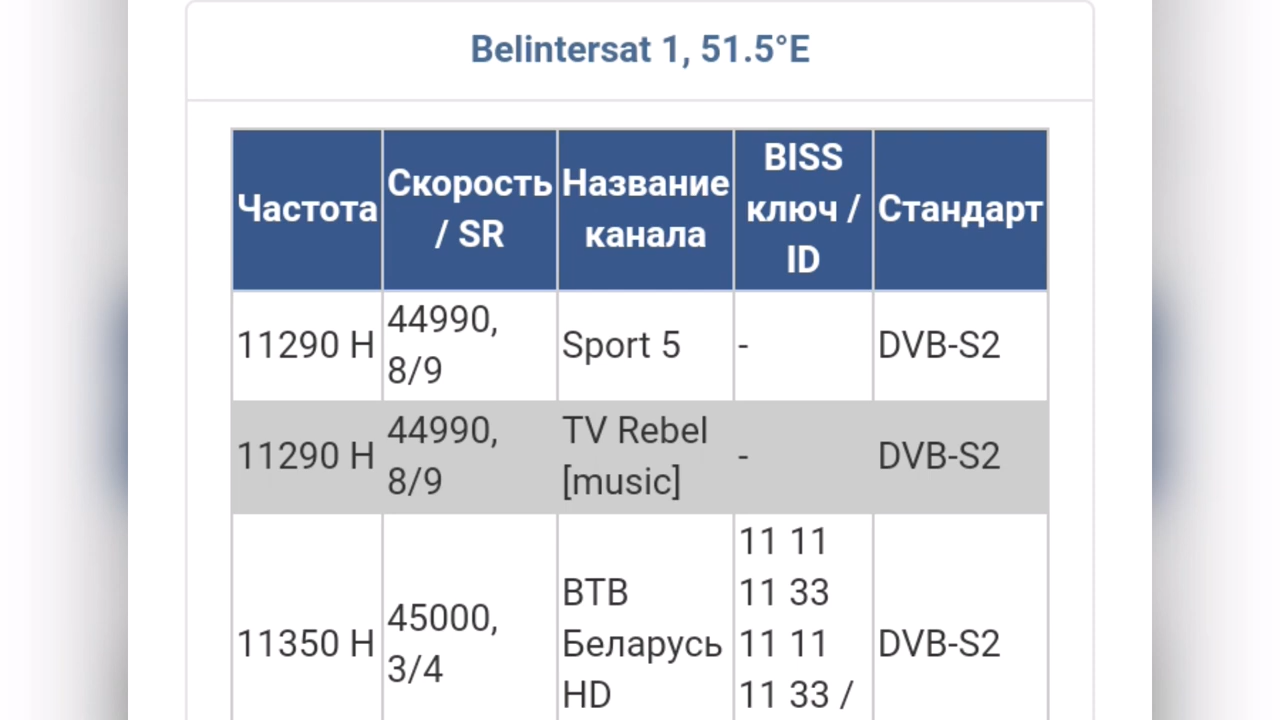 Belintersat 1, 51.5°E
Частота
Скорость
/ SR
Название
канала
BISS
ключ /
ID
Стандарт
11290 H
44990,
8/9
Sport 5
-
DVB-S2
11290 H
44990,
8/9
TV Rebel
[music]
-
DVB-S2
11350 H
45000,
3/4
ВТВ
Беларусь
HD
11 11
11 33
11 11
11 33 /
DVB-S2